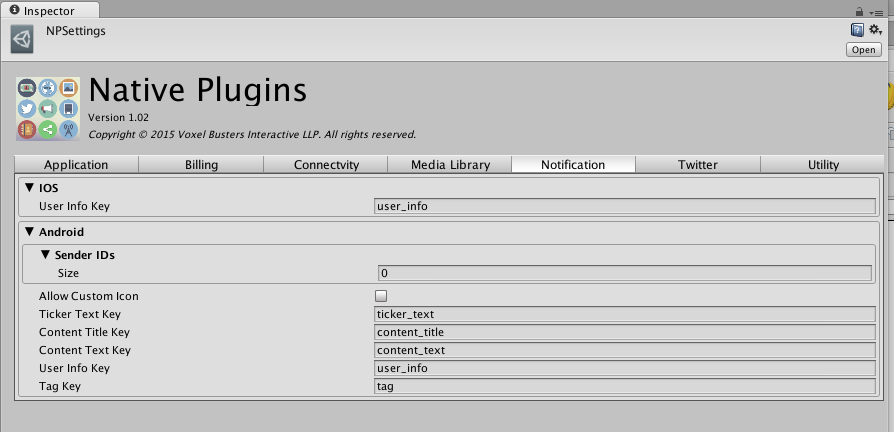 Inspector
NPSettings
Open
Native Plugins
Version 1.02
Copyright © 2015 Voxel Busters Interactive LLP. All rights reserved.
Application Billing Connectvity Media Library Notification Twitter Utility
IOS
User Info Key user_info
Android
Sender IDs
Size 0
Allow Custom Icon
Ticker Text Key ticker_text
Content Title Key content_title
Content Text Key content_text
User Info Key user_info
Tag Key tag